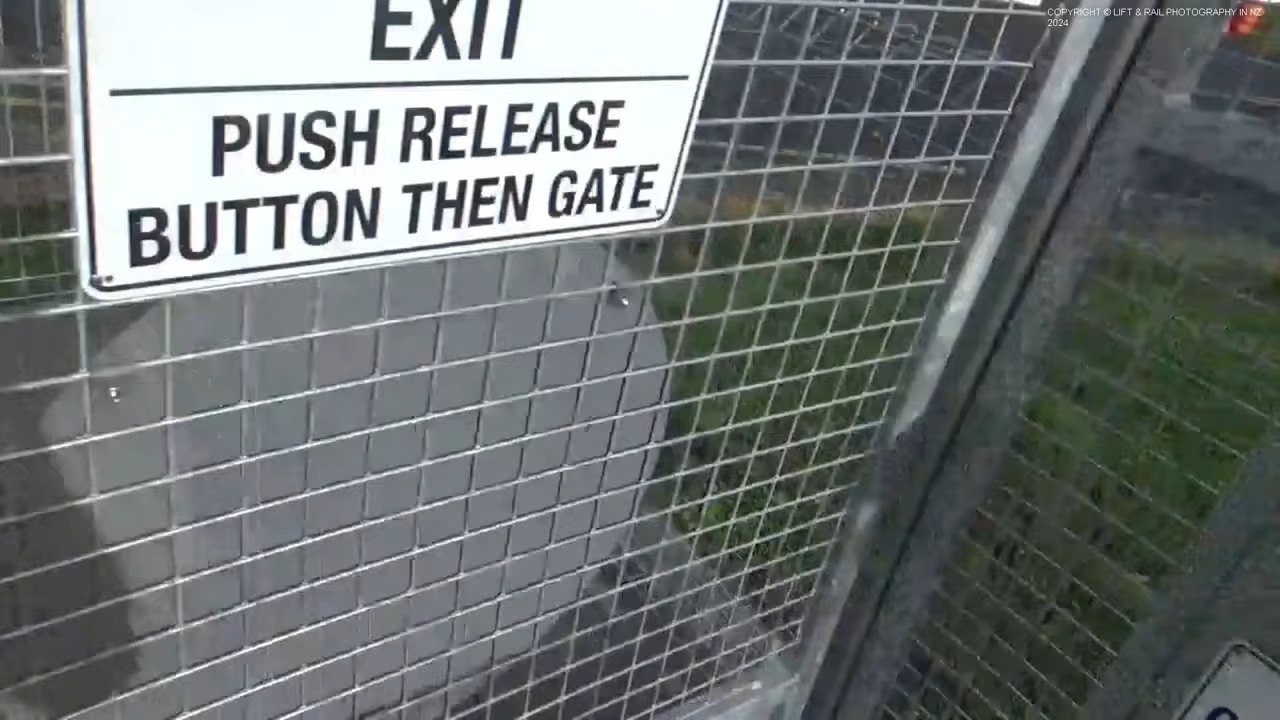 COPYRIGHT © LIFT & RAIL PHOTOGRAPHY IN NZ
2024
EXIT
PUSH RELEASE
BUTTON THEN GATE